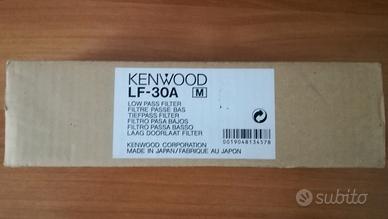 KENWOOD
LF-30A M
LOW PASS FILTER
FILTRE PASSE BAS
TIEFPASS FILTER
FILTRO PASA BAJOS
FILTRO PASSA BASSO
LAAG DOORLAAT FILTER
KENWOOD CORPORATION
MADE IN JAPAN/FABRIQUE AU JAPON
0019048134578
subito